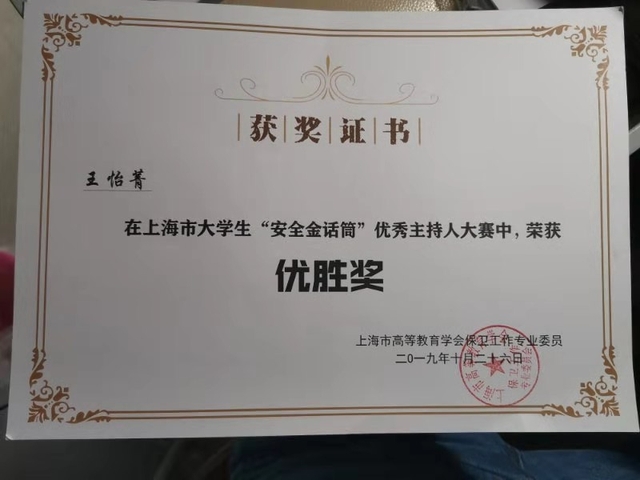 获奖证书
王怡菁
在上海市大学生“安全金话筒”优秀主持人大赛中，荣获
优胜奖
上海市高等教育学会保卫工作专业委员
二0一九年十月二十六日